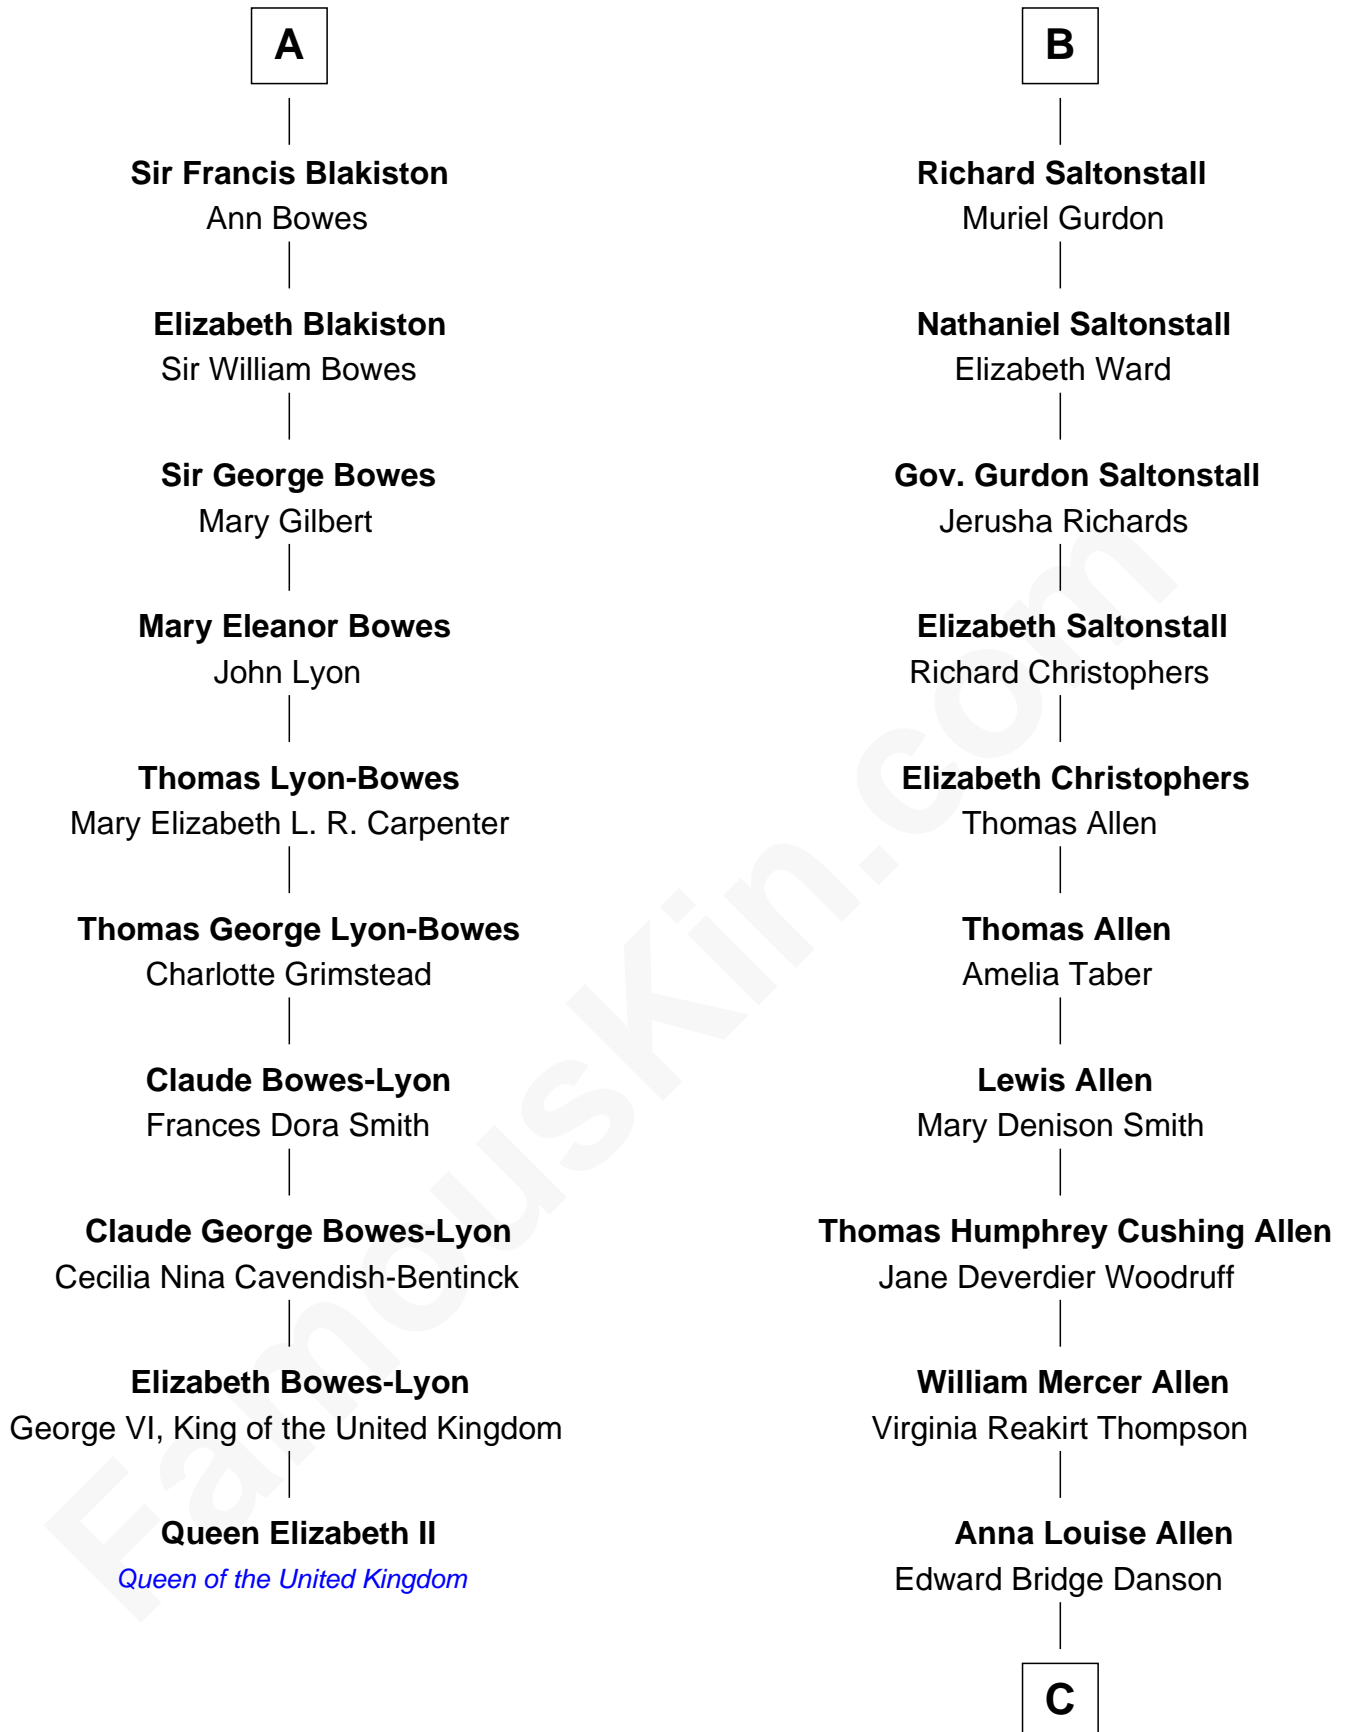 A
Sir Francis Blakiston
Ann Bowes
Elizabeth Blakiston
Sir William Bowes
Sir George Bowes
Mary Gilbert
Mary Eleanor Bowes
John Lyon
Thomas Lyon-Bowes
Mary Elizabeth L. R. Carpenter
Thomas George Lyon-Bowes
Charlotte Grimstead
Claude Bowes-Lyon
Frances Dora Smith
Claude George Bowes-Lyon
Cecilia Nina Cavendish-Bentinck
Elizabeth Bowes-Lyon
George VI, King of the United Kingdom
Queen Elizabeth II
Queen of the United Kingdom
B
Richard Saltonstall
Muriel Gurdon
Nathaniel Saltonstall
Elizabeth Ward
Gov. Gurdon Saltonstall
Jerusha Richards
Elizabeth Saltonstall
Richard Christophers
Elizabeth Christophers
Thomas Allen
Thomas Allen
Amelia Taber
Lewis Allen
Mary Denison Smith
Thomas Humphrey Cushing Allen
Jane Deverdier Woodruff
William Mercer Allen
Virginia Reakirt Thompson
Anna Louise Allen
Edward Bridge Danson
C
FamousKin.com